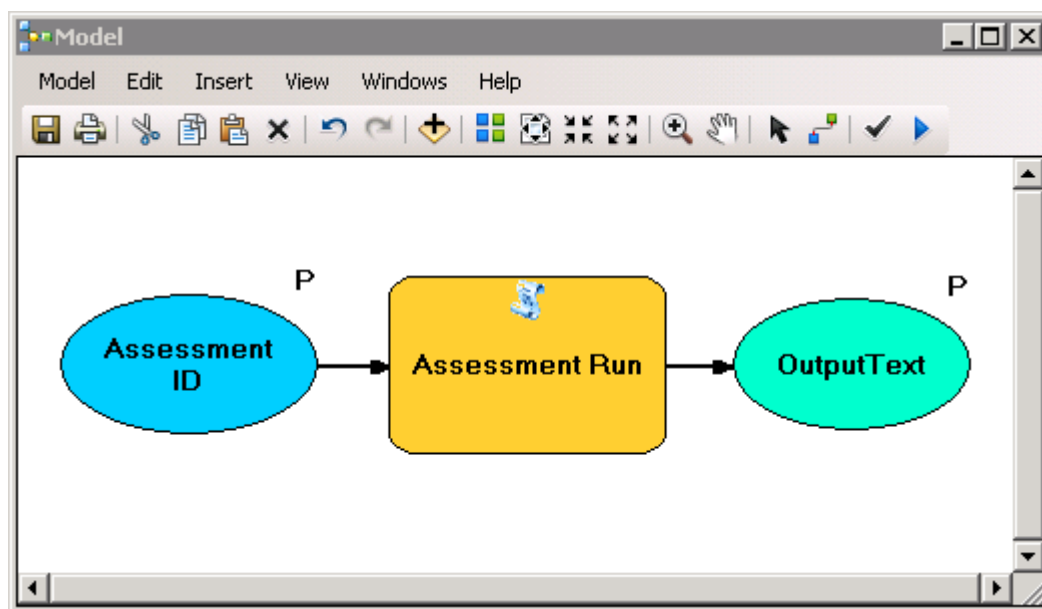 Model
Model Edit Insert View Windows Help
P
P
Assessment
ID
Assessment Run
OutputText